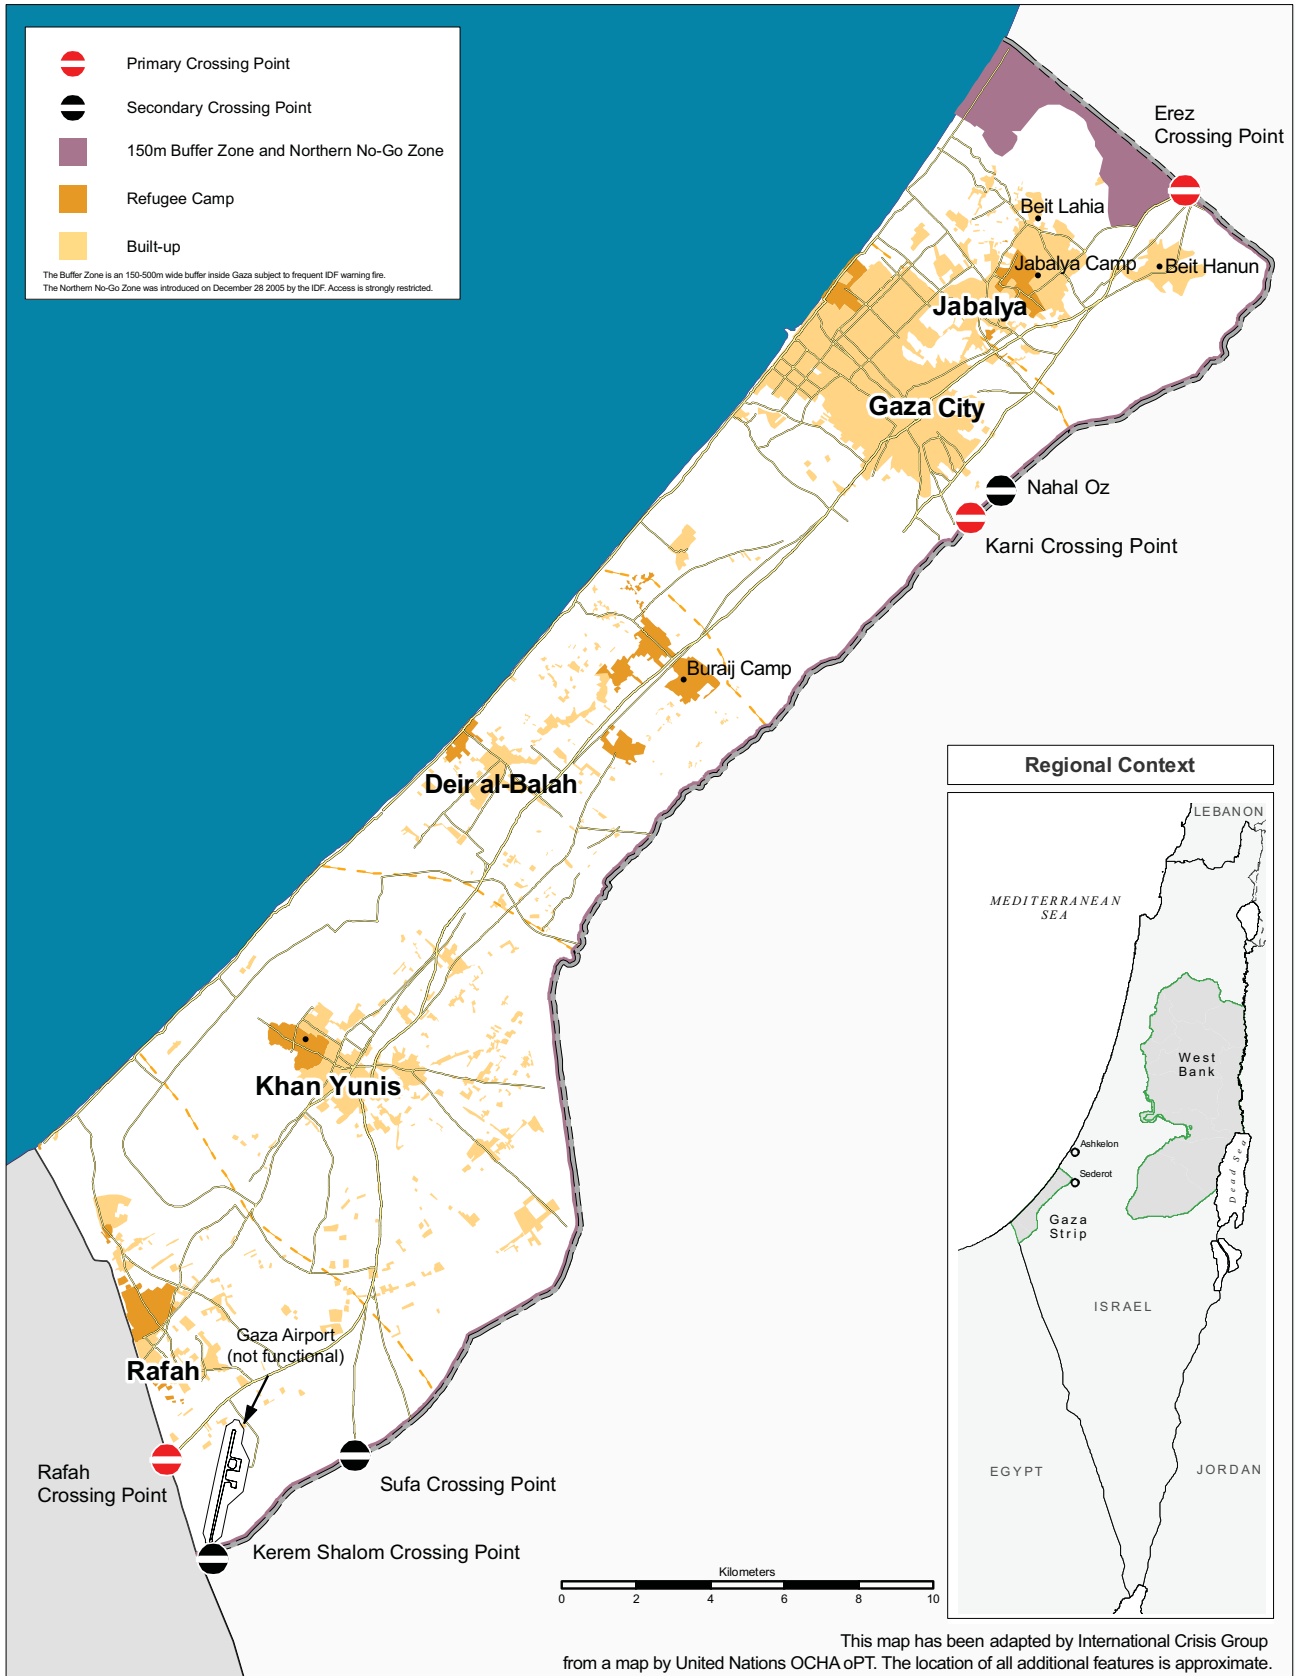 Primary Crossing Point
Secondary Crossing Point
150m Buffer Zone and Northern No-Go Zone
Refugee Camp
Built-up
The Buffer Zone is an 150-500m wide buffer inside Gaza subject to frequent IDF warning fire.
The Northern No-Go Zone was introduced on December 28 2005 by the IDF. Access is strongly restricted.
Erez
Crossing Point
Beit Lahia
Jabalya Camp
Beit Hanun
Jabalya
Gaza City
Nahal Oz
Karni Crossing Point
Buraij Camp
Deir al-Balah
Khan Yunis
Gaza Airport
(not functional)
Rafah
Rafah
Crossing Point
Sufa Crossing Point
Kerem Shalom Crossing Point
Regional Context
LEBANON
MEDITERRANEAN
SEA
West
Bank
Ashkelon
Sederot
Dead Sea
Gaza
Strip
ISRAEL
EGYPT
JORDAN
Kilometers
0 2 4 6 8 10
This map has been adapted by International Crisis Group
from a map by United Nations OCHA oPT. The location of all additional features is approximate.